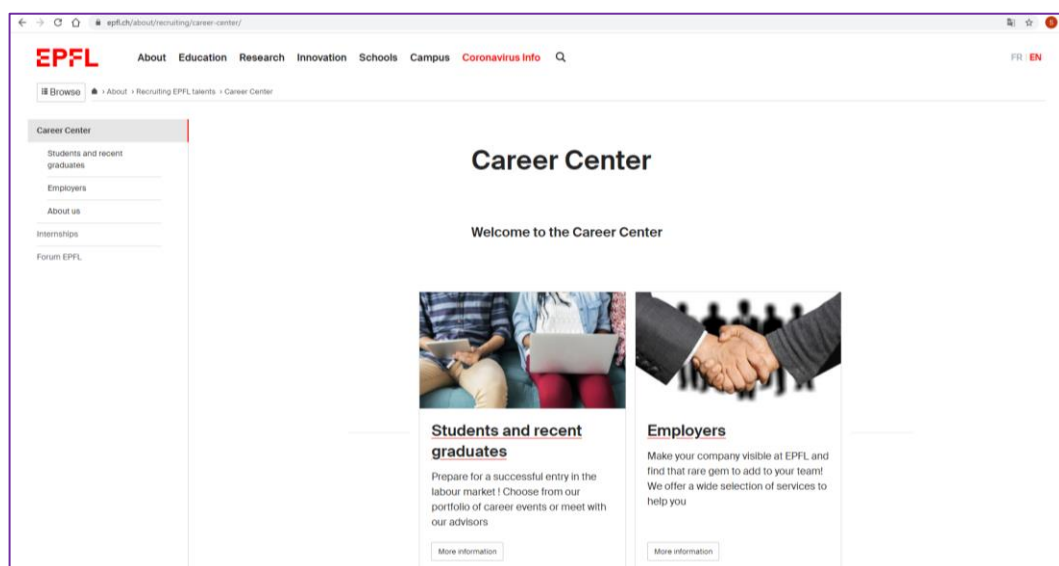 epfl.ch/about/recruiting/career-center/
EPFL
About Education Research Innovation Schools Campus Coronavirus Info
FR EN
Browse › About › Recruiting EPFL talents › Career Center
Career Center
Students and recent
graduates
Employers
About us
Internships
Forum EPFL
Career Center
Welcome to the Career Center
Students and recent
graduates
Prepare for a successful entry in the
labour market ! Choose from our
portfolio of career events or meet with
our advisors
More information
Employers
Make your company visible at EPFL and
find that rare gem to add to your team!
We offer a wide selection of services to
help you
More information